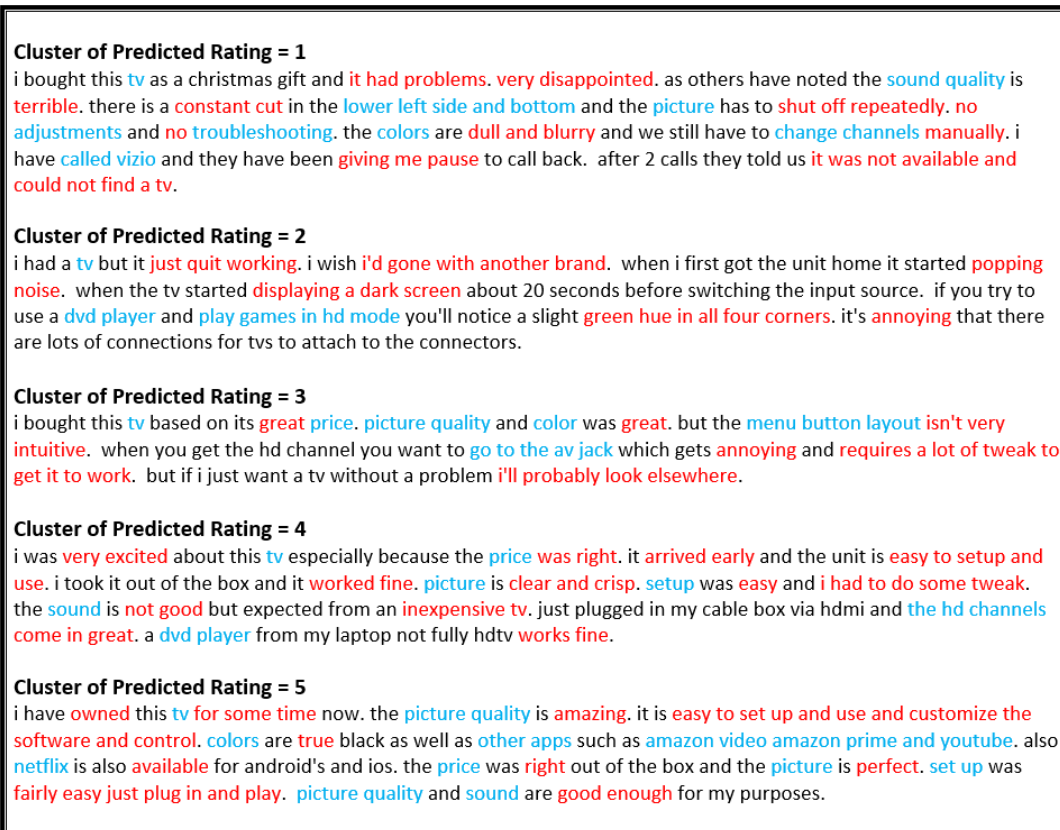 Cluster of Predicted Rating = 1
i bought this tv as a christmas gift and it had problems. very disappointed. as others have noted the sound quality is
terrible. there is a constant cut in the lower left side and bottom and the picture has to shut off repeatedly. no
adjustments and no troubleshooting. the colors are dull and blurry and we still have to change channels manually. i
have called vizio and they have been giving me pause to call back. after 2 calls they told us it was not available and
could not find a tv.
Cluster of Predicted Rating = 2
i had a tv but it just quit working. i wish i'd gone with another brand. when i first got the unit home it started popping
noise. when the tv started displaying a dark screen about 20 seconds before switching the input source. if you try to
use a dvd player and play games in hd mode you'll notice a slight green hue in all four corners. it's annoying that there
are lots of connections for tvs to attach to the connectors.
Cluster of Predicted Rating = 3
i bought this tv based on its great price. picture quality and color was great. but the menu button layout isn't very
intuitive. when you get the hd channel you want to go to the av jack which gets annoying and requires a lot of tweak to
get it to work. but if i just want a tv without a problem i'll probably look elsewhere.
Cluster of Predicted Rating = 4
i was very excited about this tv especially because the price was right. it arrived early and the unit is easy to setup and
use. i took it out of the box and it worked fine. picture is clear and crisp. setup was easy and i had to do some tweak.
the sound is not good but expected from an inexpensive tv. just plugged in my cable box via hdmi and the hd channels
come in great. a dvd player from my laptop not fully hdtv works fine.
Cluster of Predicted Rating = 5
i have owned this tv for some time now. the picture quality is amazing. it is easy to set up and use and customize the
software and control. colors are true black as well as other apps such as amazon video amazon prime and youtube. also
netflix is also available for android's and ios. the price was right out of the box and the picture is perfect. set up was
fairly easy just plug in and play. picture quality and sound are good enough for my purposes.